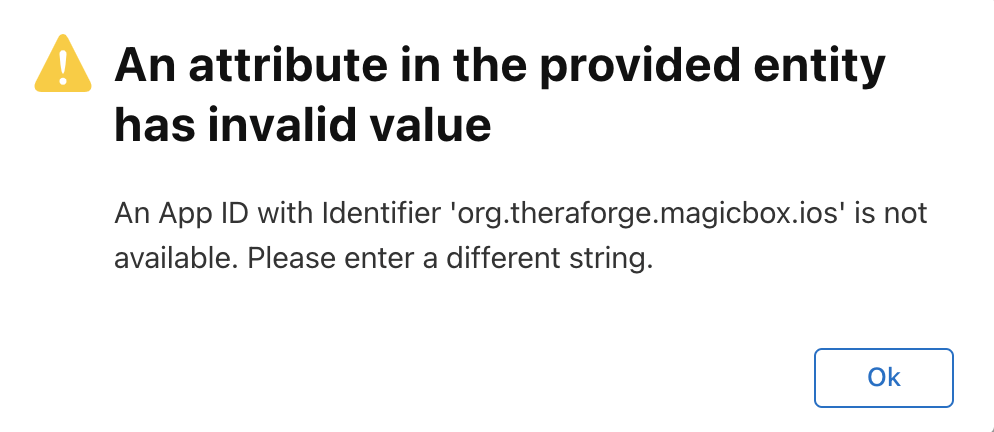 An attribute in the provided entity
has invalid value
An App ID with Identifier 'org.theraforge.magicbox.ios' is not
available. Please enter a different string.
Ok